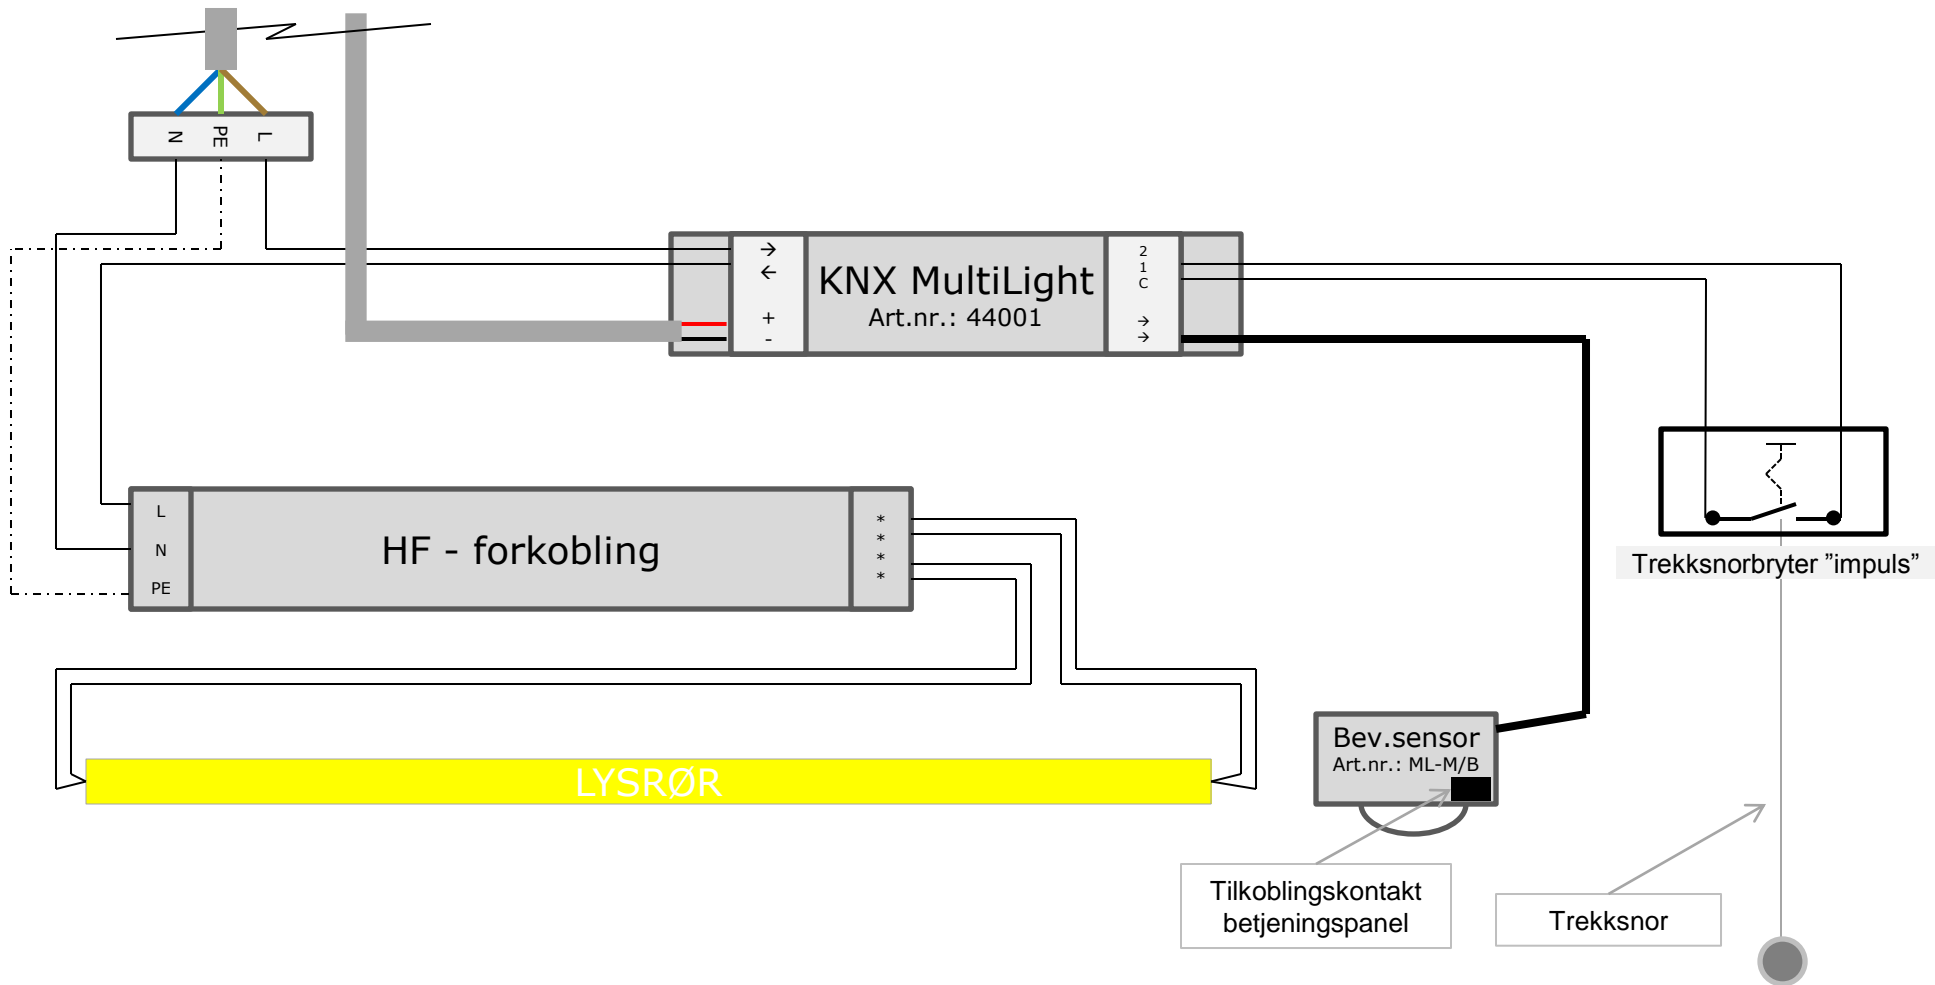 N PE L
→
←
+
-
KNX MultiLight
Art.nr.: 44001
2
1
C
→
→
L
N
PE
HF - forkobling
*
*
*
*
Trekksnorbryter ”impuls”
LYSRØR
Bev.sensor
Art.nr.: ML-M/B
Tilkoblingskontakt
betjeningspanel
Trekksnor